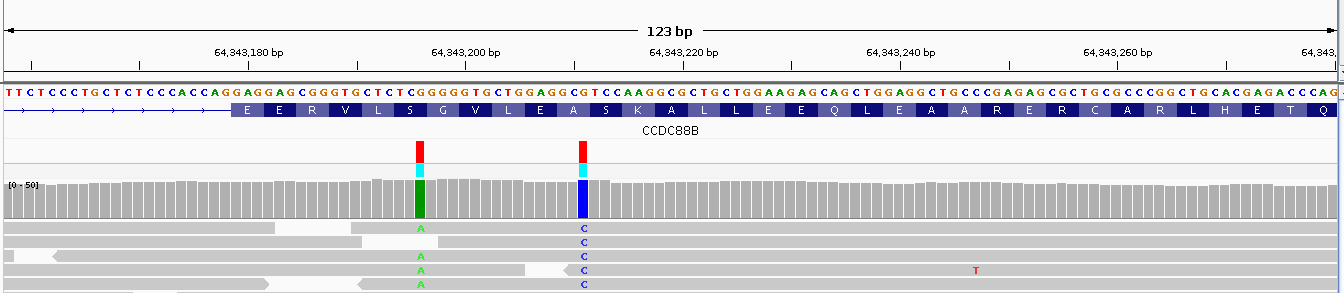 123 bp
64,343,180 bp 64,343,200 bp 64,343,220 bp 64,343,240 bp 64,343,260 bp 64,343,
TTCTCCCTGCTCTCCCACCAGGAGGAGCGGGTGCTCTCGGGGGTGCTGGAGGCGTCCAAGGCGCTGCTGGAAGAGCAGCTGGAGGCTGCCCGAGAGCGCTGCGCCCGGCTGCACGAGACCCAG
E E R V L S G V L E A S K A L L E E Q L E A A R E R C A R L H E T Q
CCDC88B
[0 - 50]
A C
C
A C
A C T
A C